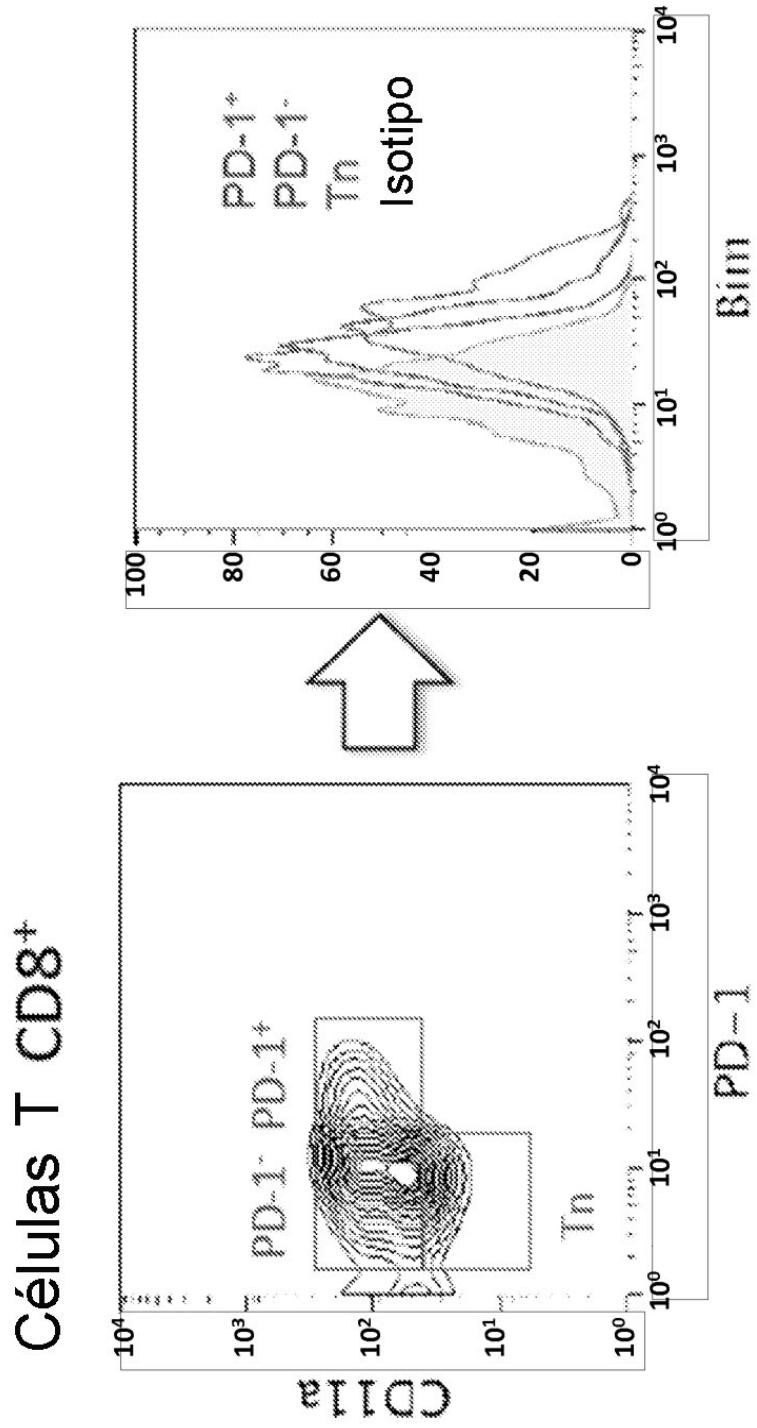 Células T CD8⁺
CD11a
10⁴
10³
10²
10¹
10⁰
PD-1⁻ PD-1⁺
Tn
10⁰ 10¹ 10² 10³ 10⁴
PD-1
100
80
60
40
20
0
PD-1⁺
PD-1⁻
Tn
Isotipo
10⁰ 10¹ 10² 10³ 10⁴
Bim